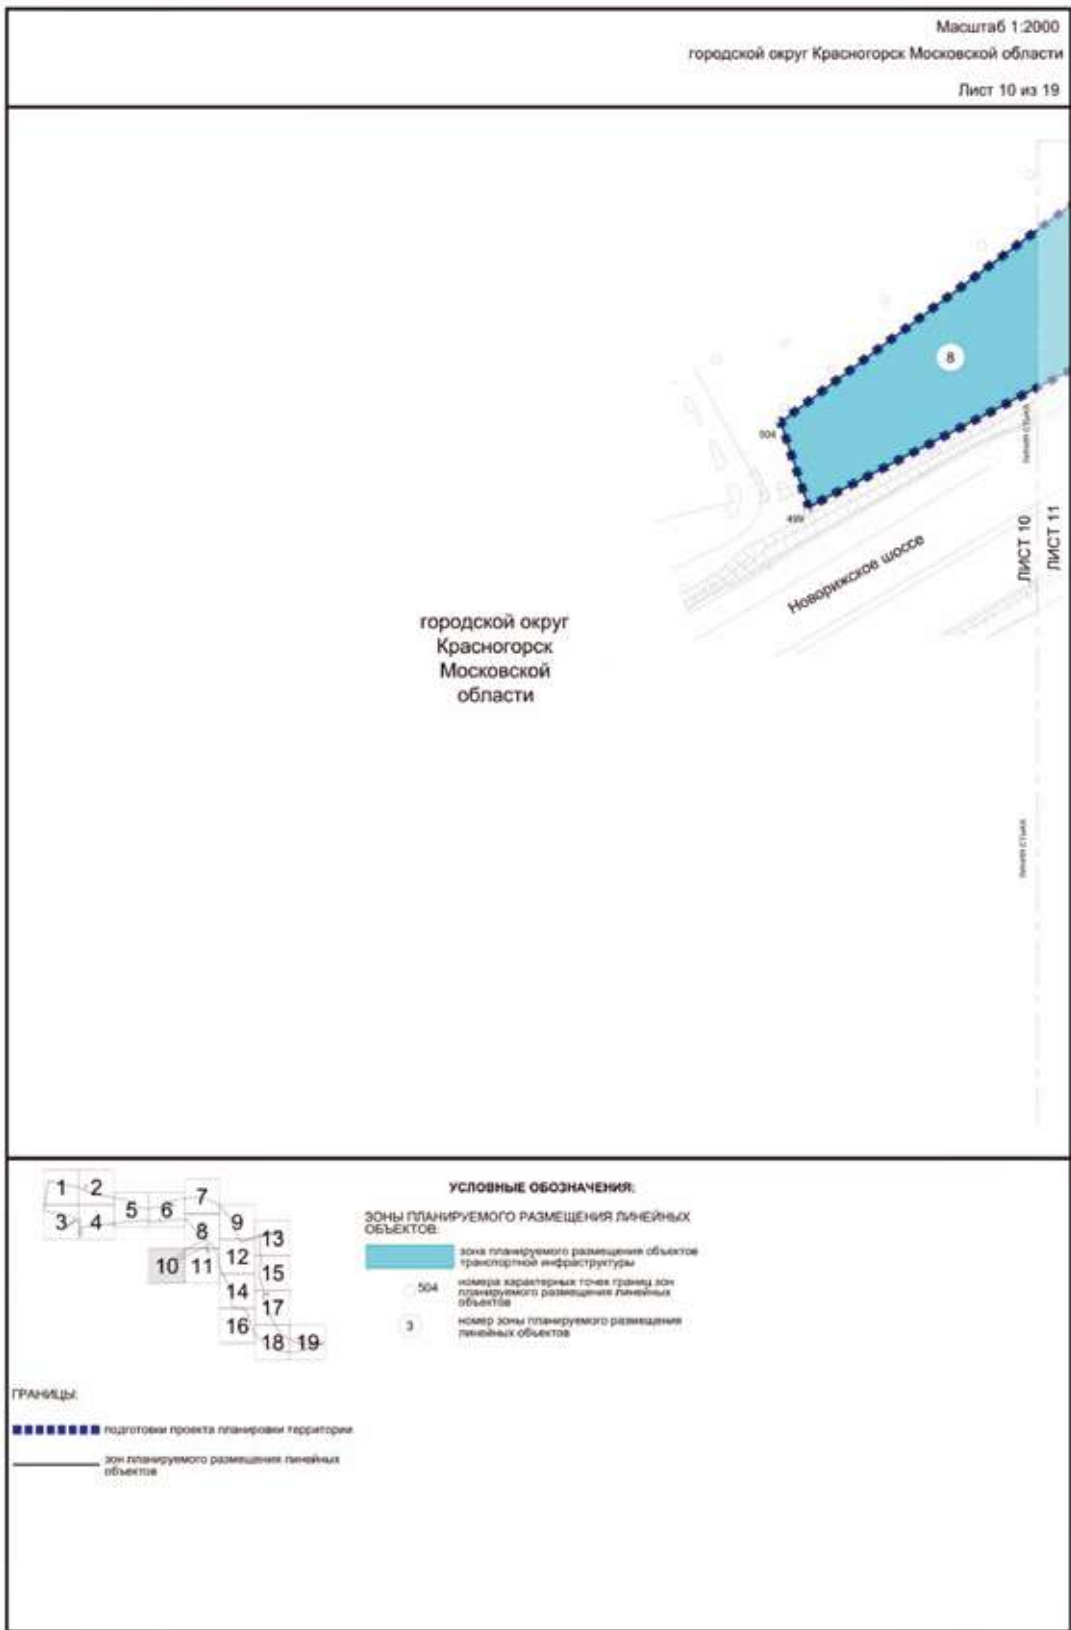 Масштаб 1:2000
городской округ Красногорск Московской области
Лист 10 из 19
8
504
499
Новорижское шоссе
линия стыка
ЛИСТ 10
ЛИСТ 11
городской округ
Красногорск
Московской
области
линия стыка
1 2
3 4
5 6
7
8
9
10 11
12
13
14
15
16
17
18 19
УСЛОВНЫЕ ОБОЗНАЧЕНИЯ:
ЗОНЫ ПЛАНИРУЕМОГО РАЗМЕЩЕНИЯ ЛИНЕЙНЫХ
ОБЪЕКТОВ:
зона планируемого размещения объектов
транспортной инфраструктуры
504
номера характерных точек границ зон
планируемого размещения линейных
объектов
3
номер зоны планируемого размещения
линейных объектов
ГРАНИЦЫ:
подготовки проекта планировки территории
зон планируемого размещения линейных
объектов